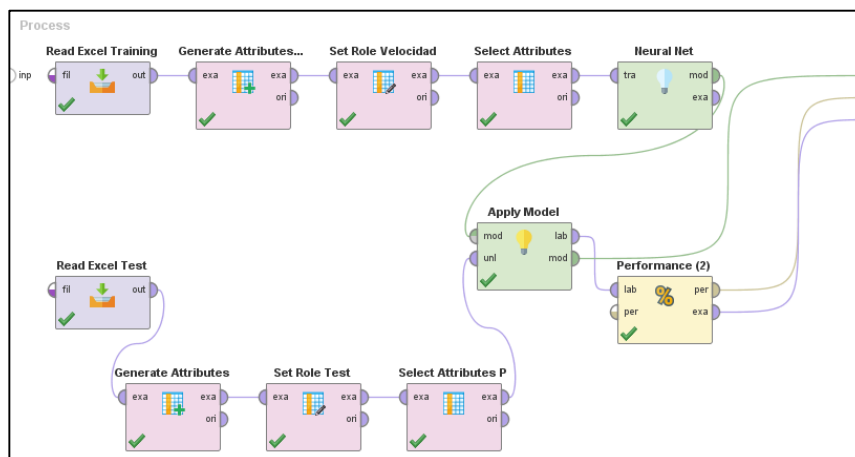 Process
Read Excel Training Generate Attributes... Set Role Velocidad Select Attributes Neural Net
inp fil out exa exa exa exa exa exa tra mod
ori ori ori exa
Apply Model
mod lab
unl mod
Read Excel Test Performance (2)
fil out lab per
% per exa
Generate Attributes Set Role Test Select Attributes P
exa exa exa exa exa exa
ori ori ori